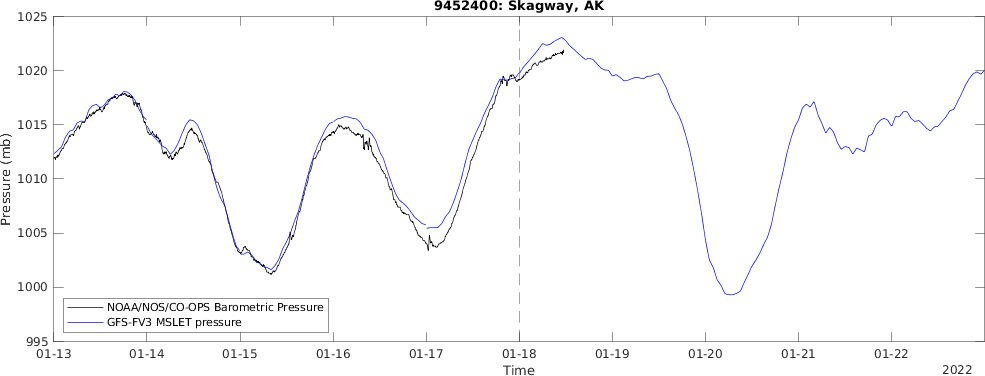 9452400: Skagway, AK
1025
1020
1015
1010
1005
1000
995
Pressure (mb)
NOAA/NOS/CO-OPS Barometric Pressure
GFS-FV3 MSLET pressure
01-13 01-14 01-15 01-16 01-17 01-18 01-19 01-20 01-21 01-22
Time
2022